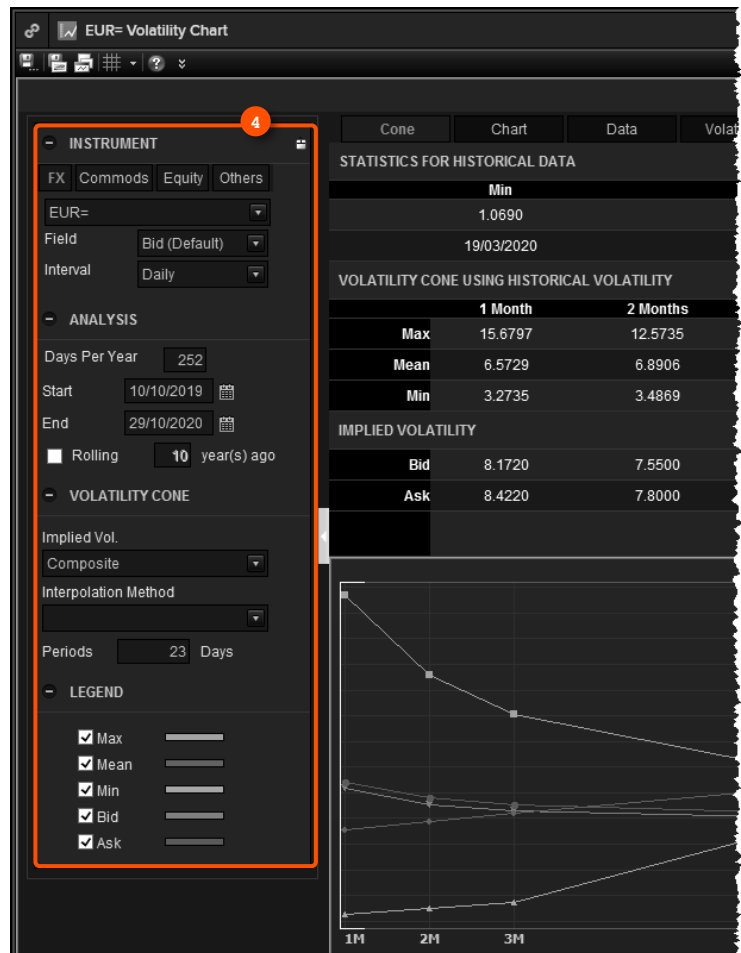 EUR= Volatility Chart
4
INSTRUMENT
FX Commods Equity Others
EUR=
Field Bid (Default)
Interval Daily
ANALYSIS
Days Per Year 252
Start 10/10/2019
End 29/10/2020
Rolling 10 year(s) ago
VOLATILITY CONE
Implied Vol.
Composite
Interpolation Method
Periods 23 Days
LEGEND
Max
Mean
Min
Bid
Ask
Cone Chart Data
STATISTICS FOR HISTORICAL DATA
Min
1.0690
19/03/2020
VOLATILITY CONE USING HISTORICAL VOLATILITY
1 Month 2 Months
Max 15.6797 12.5735
Mean 6.5729 6.8906
Min 3.2735 3.4869
IMPLIED VOLATILITY
Bid 8.1720 7.5500
Ask 8.4220 7.8000
1M 2M 3M